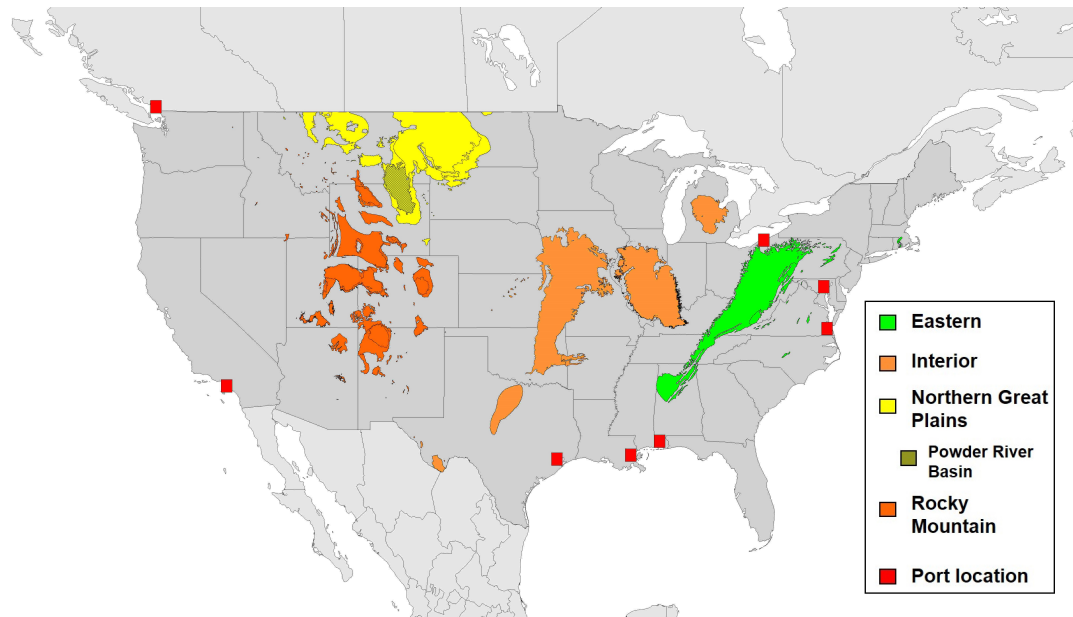 Eastern
Interior
Northern Great
Plains
Powder River
Basin
Rocky
Mountain
Port location